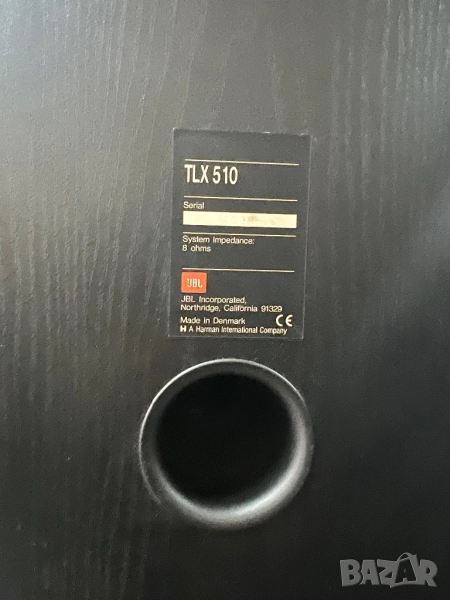 TLX 510
Serial
System Impedance:
8 ohms
JBL
JBL Incorporated,
Northridge, California 91329
Made in Denmark CE
H A Harman International Company
BAZAR